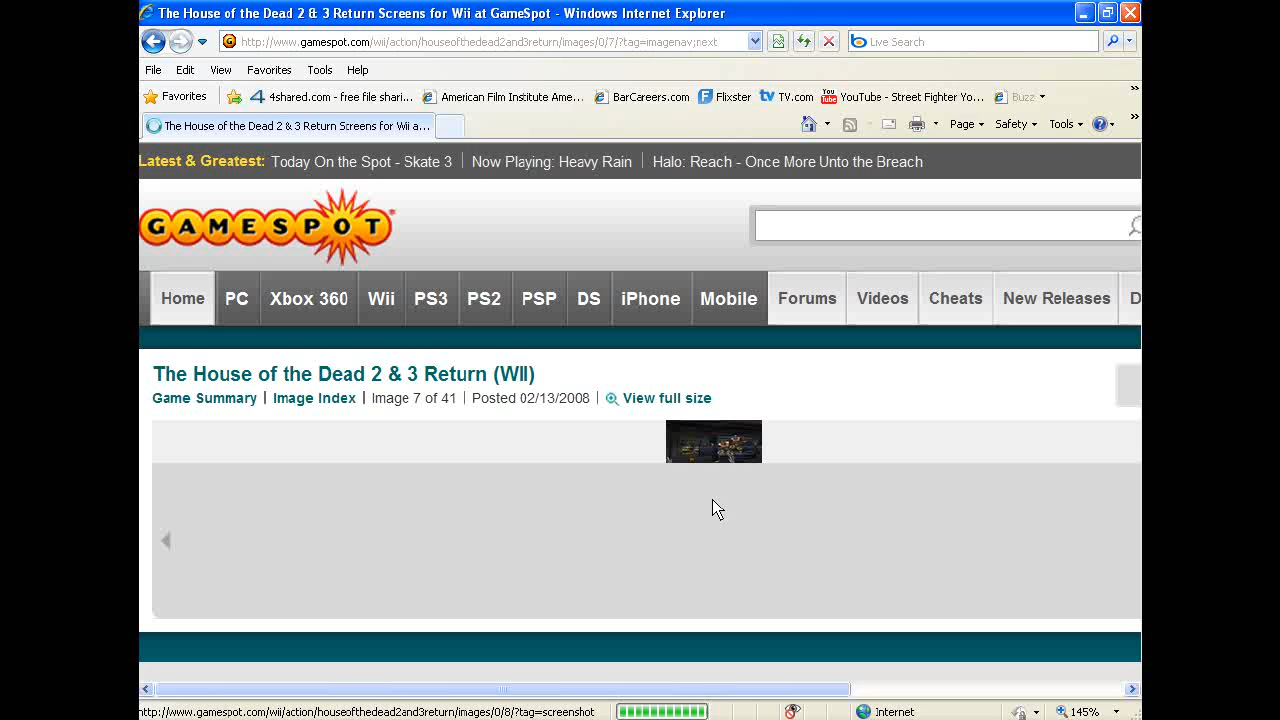 The House of the Dead 2 & 3 Return Screens for Wii at GameSpot - Windows Internet Explorer
http://www.gamespot.com/wii/action/houseofthedead2and3return/images/0/7/?tag=imagenav;next
Live Search
File Edit View Favorites Tools Help
Favorites 4shared.com - free file shari... American Film Institute Ame... BarCareers.com Flixster tv TV.com You Tube YouTube - Street Fighter Yo... Buzz
The House of the Dead 2 & 3 Return Screens for Wii a... Page Safety Tools
Latest & Greatest: Today On the Spot - Skate 3 | Now Playing: Heavy Rain | Halo: Reach - Once More Unto the Breach
GAMESPOT
Home PC Xbox 360 Wii PS3 PS2 PSP DS iPhone Mobile Forums Videos Cheats New Releases D
The House of the Dead 2 & 3 Return (WII)
Game Summary | Image Index | Image 7 of 41 | Posted 02/13/2008 | View full size
http://www.gamespot.com/wii/action/houseofthedead2and3return/images/0/8/?tag=screenshot Internet 145%